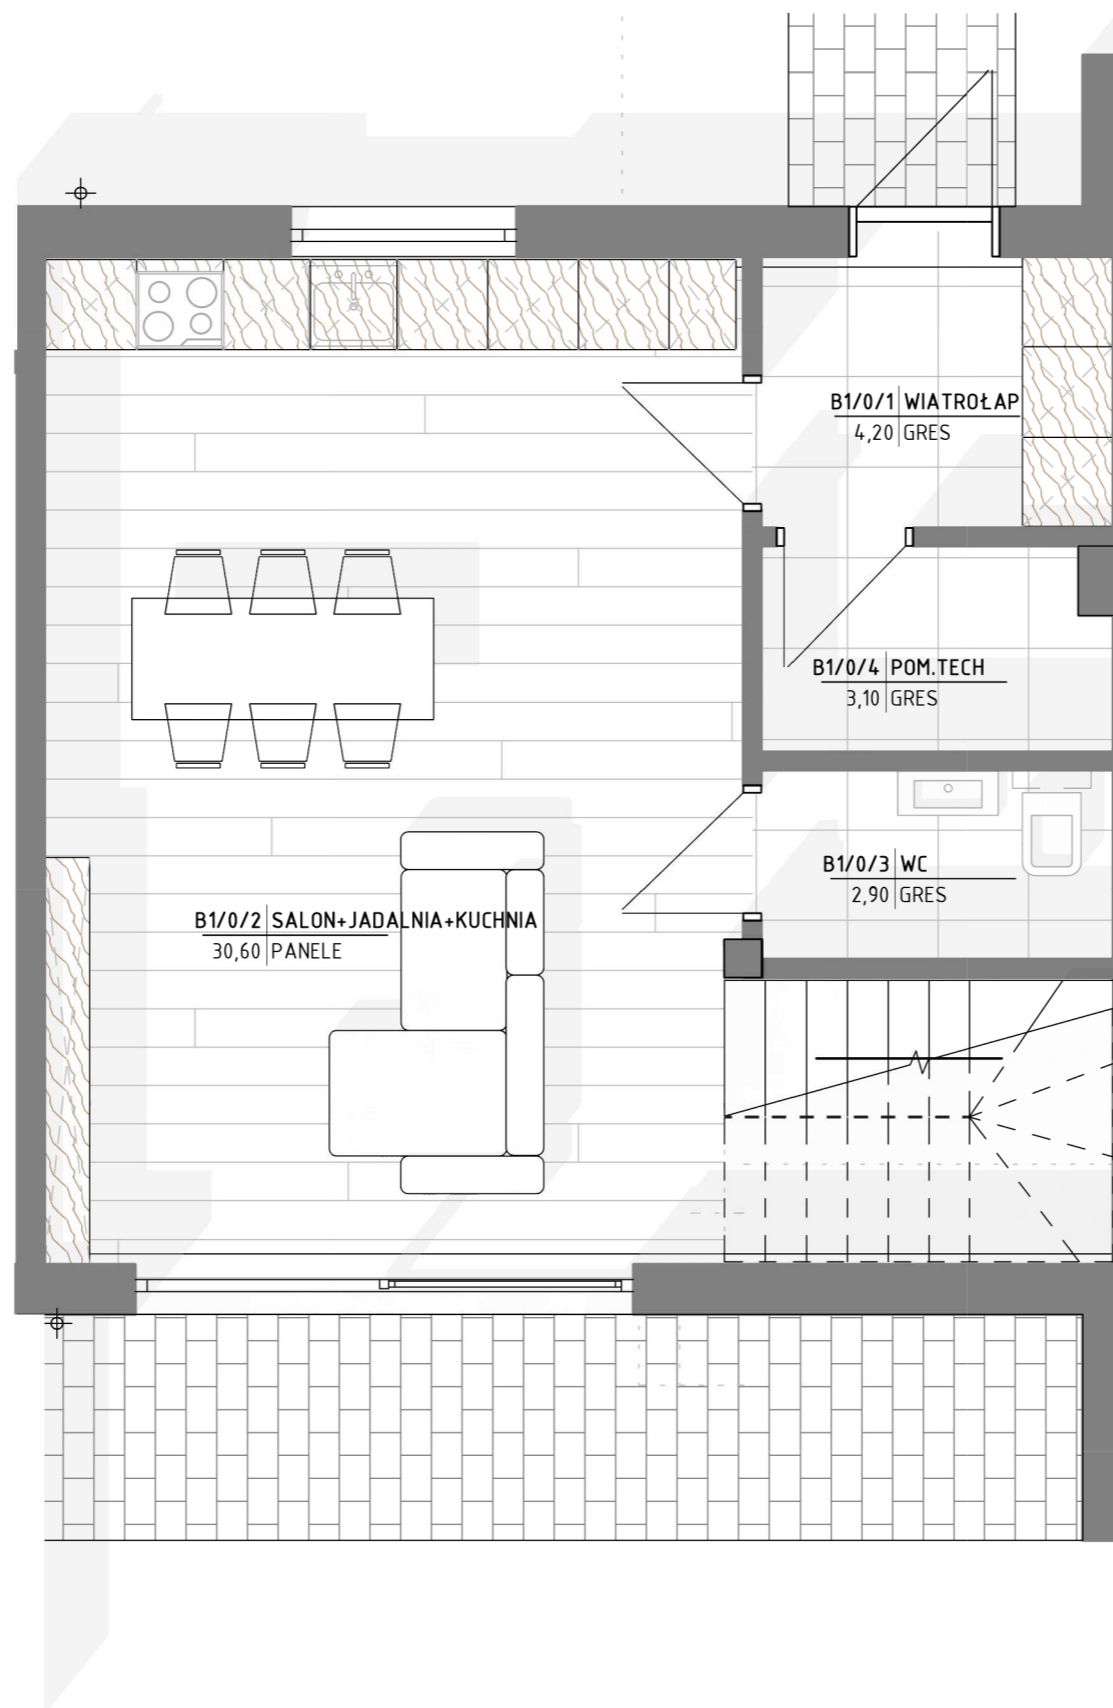 B1/0/1 WIATROŁAP
4,20 GRES
B1/0/4 POM.TECH
3,10 GRES
B1/0/3 WC
2,90 GRES
B1/0/2 SALON+JADALNIA+KUCHNIA
30,60 PANELE